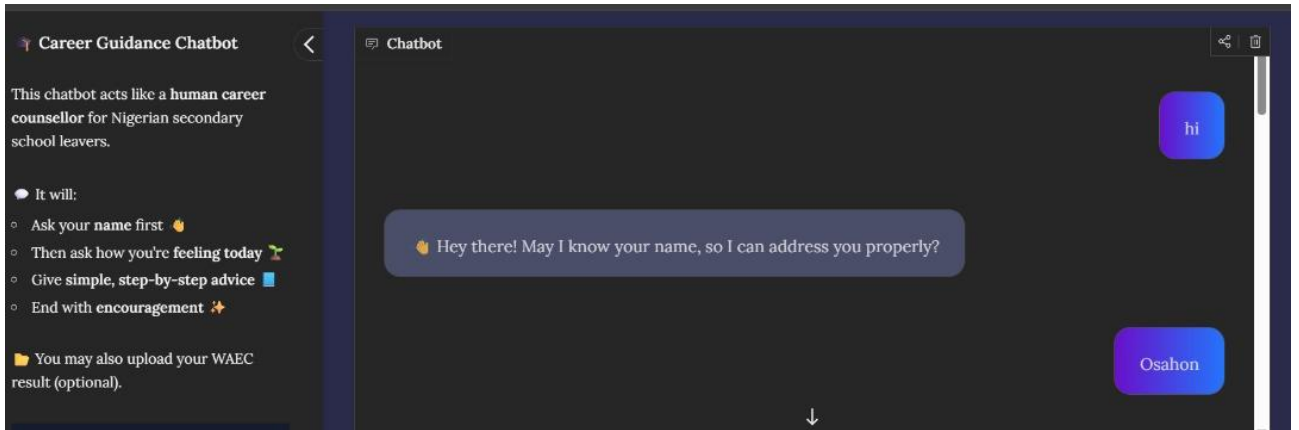 Career Guidance Chatbot
This chatbot acts like a human career
counsellor for Nigerian secondary
school leavers.
💬 It will:
Ask your name first 👏
Then ask how you're feeling today 🌱
Give simple, step-by-step advice 📘
End with encouragement ✨
📂 You may also upload your WAEC
result (optional).
Chatbot
hi
👏 Hey there! May I know your name, so I can address you properly?
Osahon